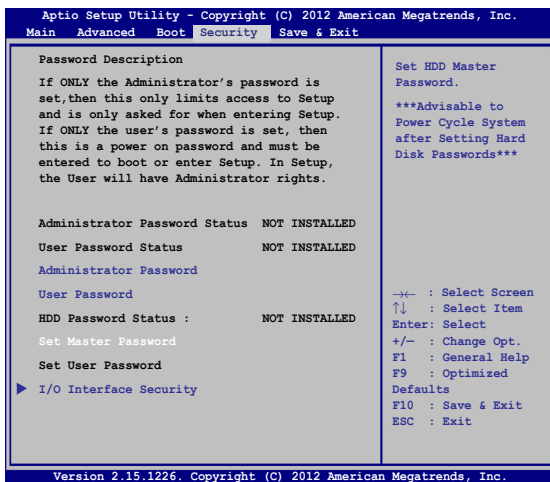 Aptio Setup Utility - Copyright (C) 2012 American Megatrends, Inc.
Main Advanced Boot Security Save & Exit
Password Description
If ONLY the Administrator's password is
set,then this only limits access to Setup
and is only asked for when entering Setup.
If ONLY the user's password is set, then
this is a power on password and must be
entered to boot or enter Setup. In Setup,
the User will have Administrator rights.
Administrator Password Status NOT INSTALLED
User Password Status NOT INSTALLED
Administrator Password
User Password
HDD Password Status : NOT INSTALLED
Set Master Password
Set User Password
I/O Interface Security
Set HDD Master
Password.
***Advisable to
Power Cycle System
after Setting Hard
Disk Passwords***
→← : Select Screen
↑↓ : Select Item
Enter: Select
+/— : Change Opt.
F1 : General Help
F9 : Optimized
Defaults
F10 : Save & Exit
ESC : Exit
Version 2.15.1226. Copyright (C) 2012 American Megatrends, Inc.